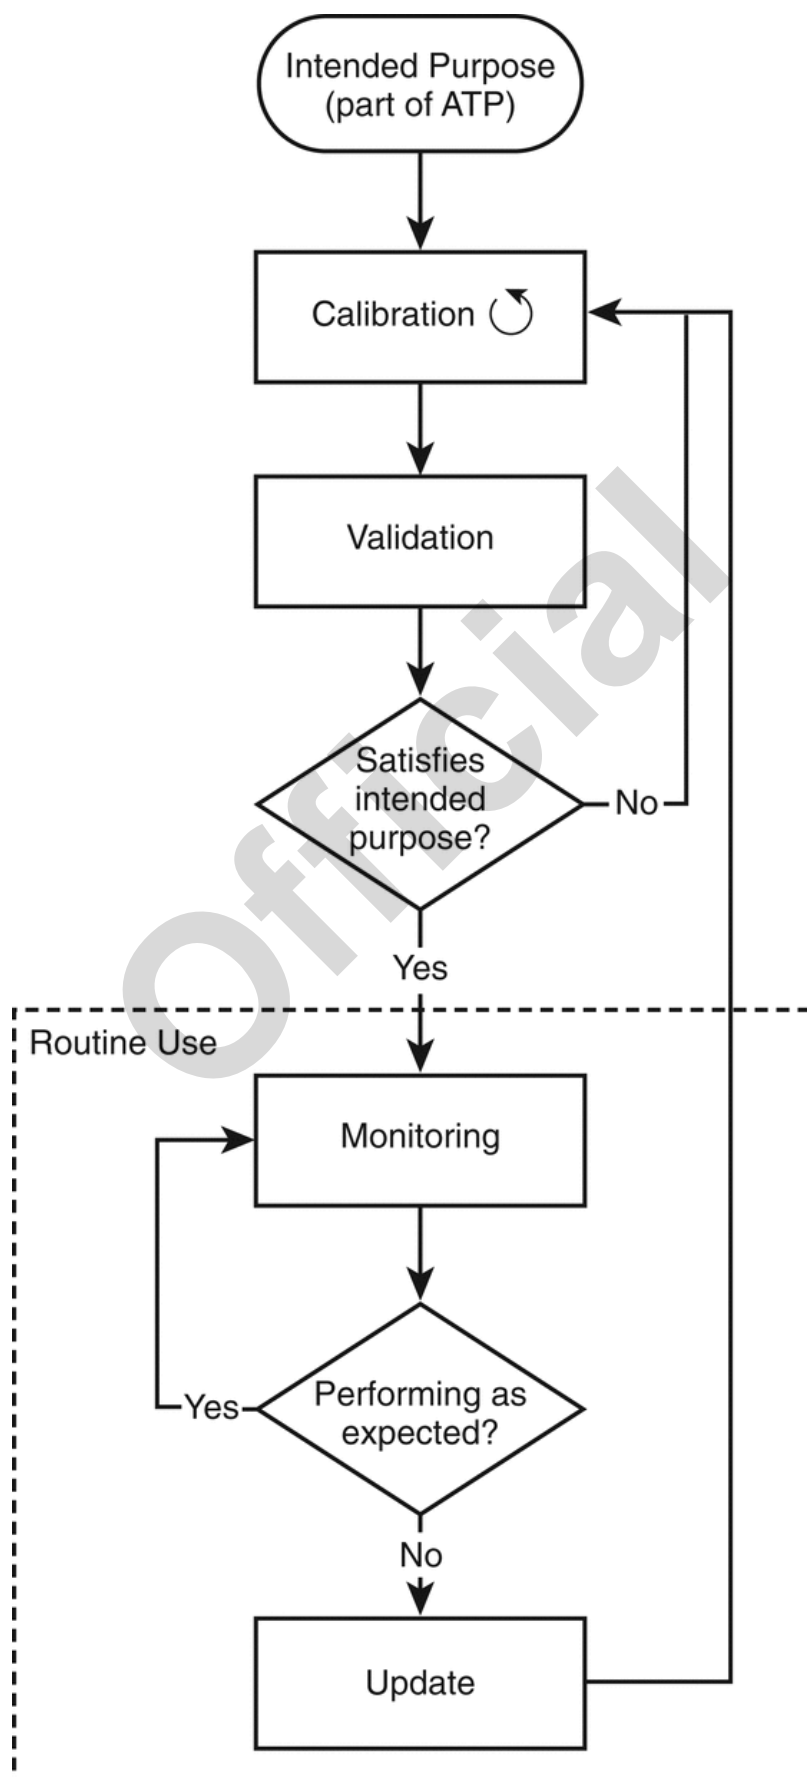 Intended Purpose
(part of ATP)
Calibration
Validation
Satisfies
intended
purpose?
No
Yes
Routine Use
Monitoring
Performing as
expected?
Yes
No
Update
Official